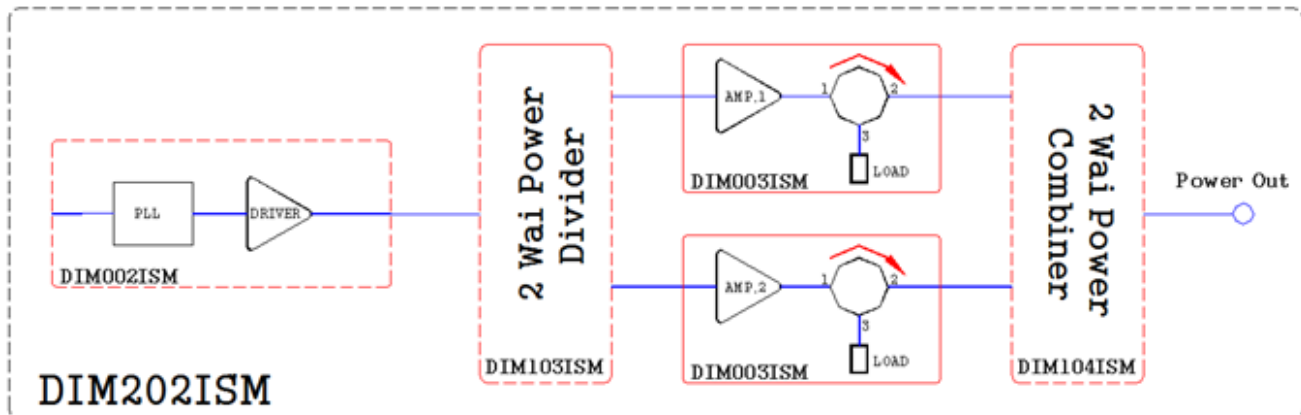 PLL
DRIVER
DIM002ISM
2 Wai Power
Divider
DIM103ISM
AMP,1
1
2
3
LOAD
DIM003ISM
AMP,2
1
2
3
LOAD
DIM003ISM
2 Wai Power
Combiner
DIM104ISM
Power Out
DIM202ISM